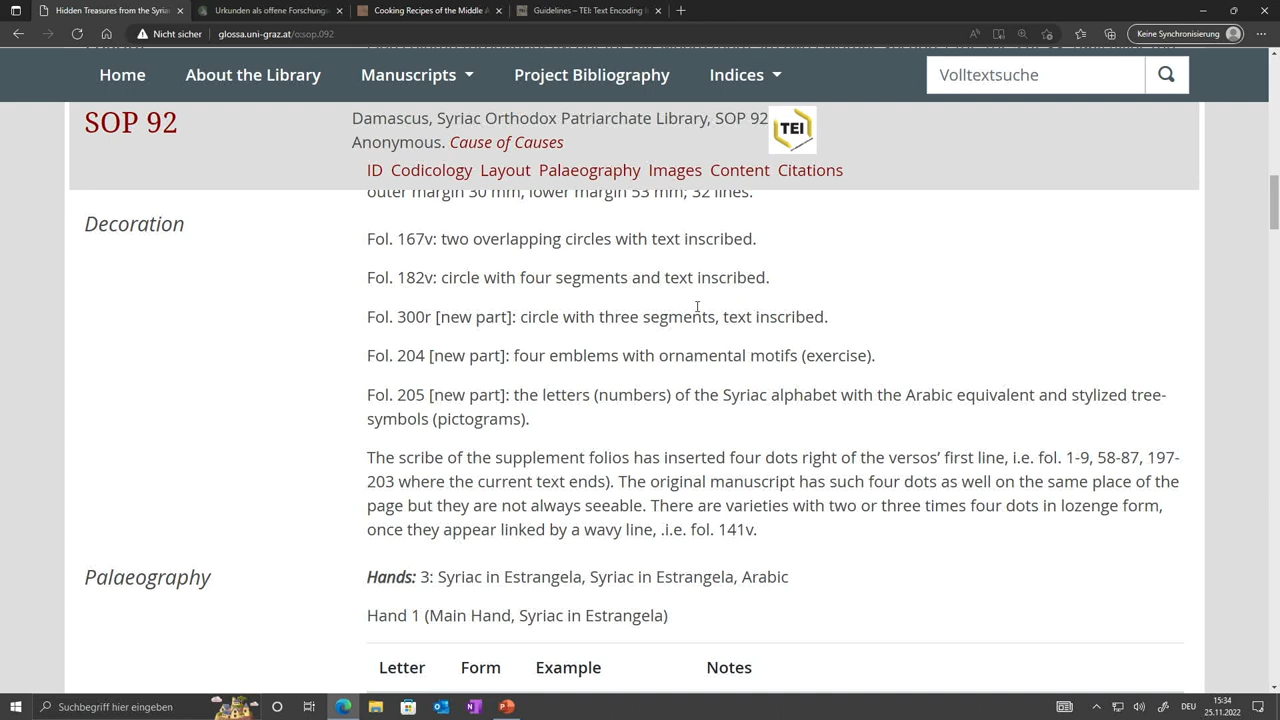 Hidden Treasures from the Syria
Urkunden als offene Forschungs
Cooking Recipes of the Middle A
Guidelines – TEI: Text Encoding I
Nicht sicher
glossa.uni-graz.at/o:sop.092
Keine Synchronisierung
Home
About the Library
Manuscripts
Project Bibliography
Indices
Volltextsuche
SOP 92
Damascus, Syriac Orthodox Patriarchate Library, SOP 92
TEI
Anonymous. Cause of Causes
ID Codicology Layout Palaeography Images Content Citations
outer margin 30 mm, lower margin 53 mm; 32 lines.
Decoration
Fol. 167v: two overlapping circles with text inscribed.
Fol. 182v: circle with four segments and text inscribed.
Fol. 300r [new part]: circle with three segments, text inscribed.
Fol. 204 [new part]: four emblems with ornamental motifs (exercise).
Fol. 205 [new part]: the letters (numbers) of the Syriac alphabet with the Arabic equivalent and stylized tree-
symbols (pictograms).
The scribe of the supplement folios has inserted four dots right of the versos’ first line, i.e. fol. 1-9, 58-87, 197-
203 where the current text ends). The original manuscript has such four dots as well on the same place of the
page but they are not always seeable. There are varieties with two or three times four dots in lozenge form,
once they appear linked by a wavy line, .i.e. fol. 141v.
Palaeography
Hands: 3: Syriac in Estrangela, Syriac in Estrangela, Arabic
Hand 1 (Main Hand, Syriac in Estrangela)
Letter Form Example Notes
Suchbegriff hier eingeben
DEU
15:34
25.11.2022